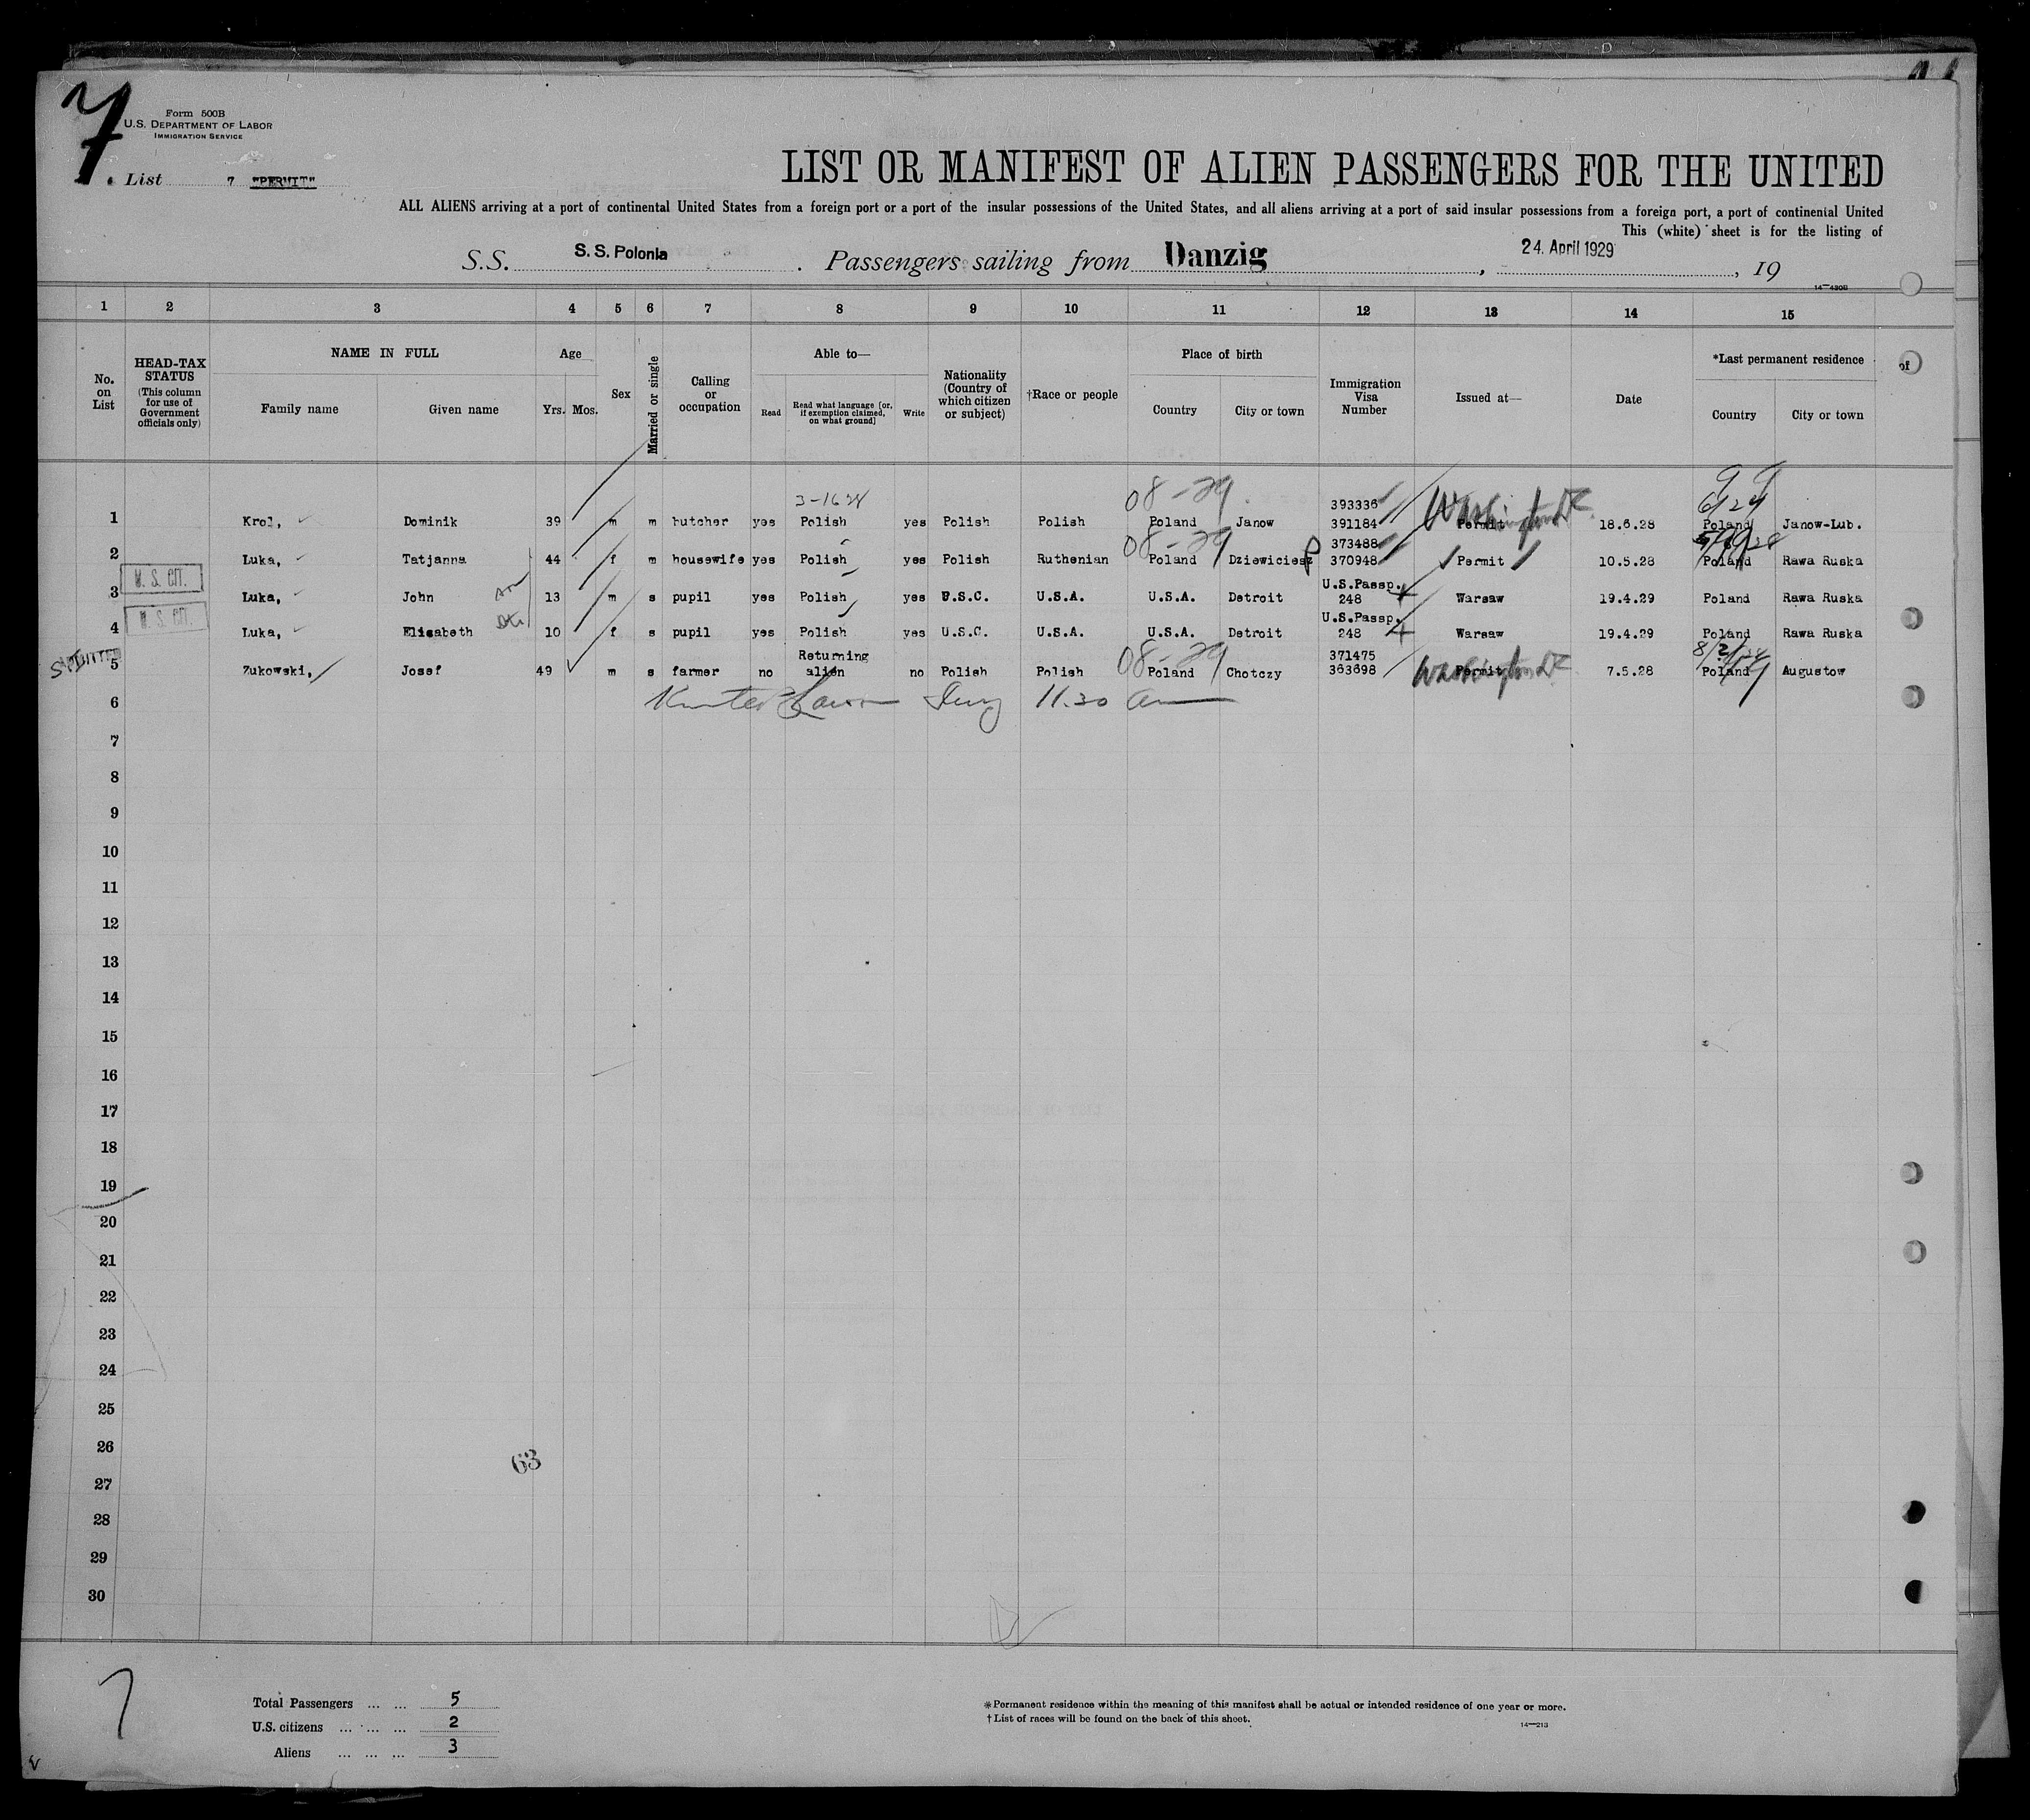 7
Form 500B
U.S. DEPARTMENT OF LABOR
IMMIGRATION SERVICE
List 7 "PERMIT"
LIST OR MANIFEST OF ALIEN PASSENGERS FOR THE UNITED
ALL ALIENS arriving at a port of continental United States from a foreign port or a port of the insular possessions of the United States, and all aliens arriving at a port of said insular possessions from a foreign port, a port of continental United
This (white) sheet is for the listing of
S.S. S. S. Polonia . Passengers sailing from Danzig , 24. April 1929 , 19
14—430B
1 2 3 4 5 6 7 8 9 10 11 12 13 14 15
No. on List
HEAD-TAX STATUS (This column for use of Government officials only)
NAME IN FULL
Family name Given name
Age
Yrs. Mos.
Sex
Married or single
Calling or occupation
Able to—
Read Read what language [or, if exemption claimed, on what ground] Write
Nationality (Country of which citizen or subject)
†Race or people
Place of birth
Country City or town
Immigration Visa Number
Issued at—
Date
*Last permanent residence
Country City or town
of
3-1628 08-29 393336 Washington DC
1 Krol, Dominik 39 m m butcher yes Polish yes Polish Polish Poland Janow 391184 Permit 18.6.28 Poland Janow-Lub.
08-29 373488
2 Luka, Tatjanna 44 f m housewife yes Polish yes Polish Ruthenian Poland Dziewiciesz 370948 Permit 10.5.28 Poland Rawa Ruska
U. S. CIT. U.S.Passp.
3 Luka, John 13 m s pupil yes Polish yes U.S.C. U.S.A. U.S.A. Detroit 248 Warsaw 19.4.29 Poland Rawa Ruska
U. S. CIT. U.S.Passp.
4 Luka, Elisabeth 10 f s pupil yes Polish yes U.S.C. U.S.A. U.S.A. Detroit 248 Warsaw 19.4.29 Poland Rawa Ruska
Returning 08-29 371475 Washington DC
5 Zukowski, Josef 49 m s farmer no alien no Polish Polish Poland Chotczy 363698 Permit 7.5.28 Poland Augustow
6 11.30 am
7
8
9
10
11
12
13
14
15
16
17
18
19
20
21
22
23
24
25
26
63
27
28
29
30
7
Total Passengers ... ... 5
U.S. citizens ... ... ... 2
Aliens ... ... ... 3
*Permanent residence within the meaning of this manifest shall be actual or intended residence of one year or more.
†List of races will be found on the back of this sheet.
14—213